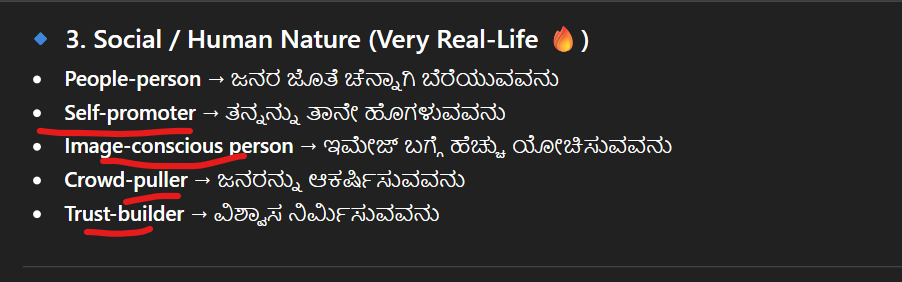 🔹 3. Social / Human Nature (Very Real-Life 🔥)
• People-person → ಜನರ ಜೊತೆ ಚೆನ್ನಾಗಿ ಬೆರೆಯುವವನು
• Self-promoter → ತನ್ನನ್ನು ತಾನೇ ಹೊಗಳುವವನು
• Image-conscious person → ಇಮೇಜ್ ಬಗ್ಗೆ ಹೆಚ್ಚು ಯೋಚಿಸುವವನು
• Crowd-puller → ಜನರನ್ನು ಆಕರ್ಷಿಸುವವನು
• Trust-builder → ವಿಶ್ವಾಸ ನಿರ್ಮಿಸುವವನು